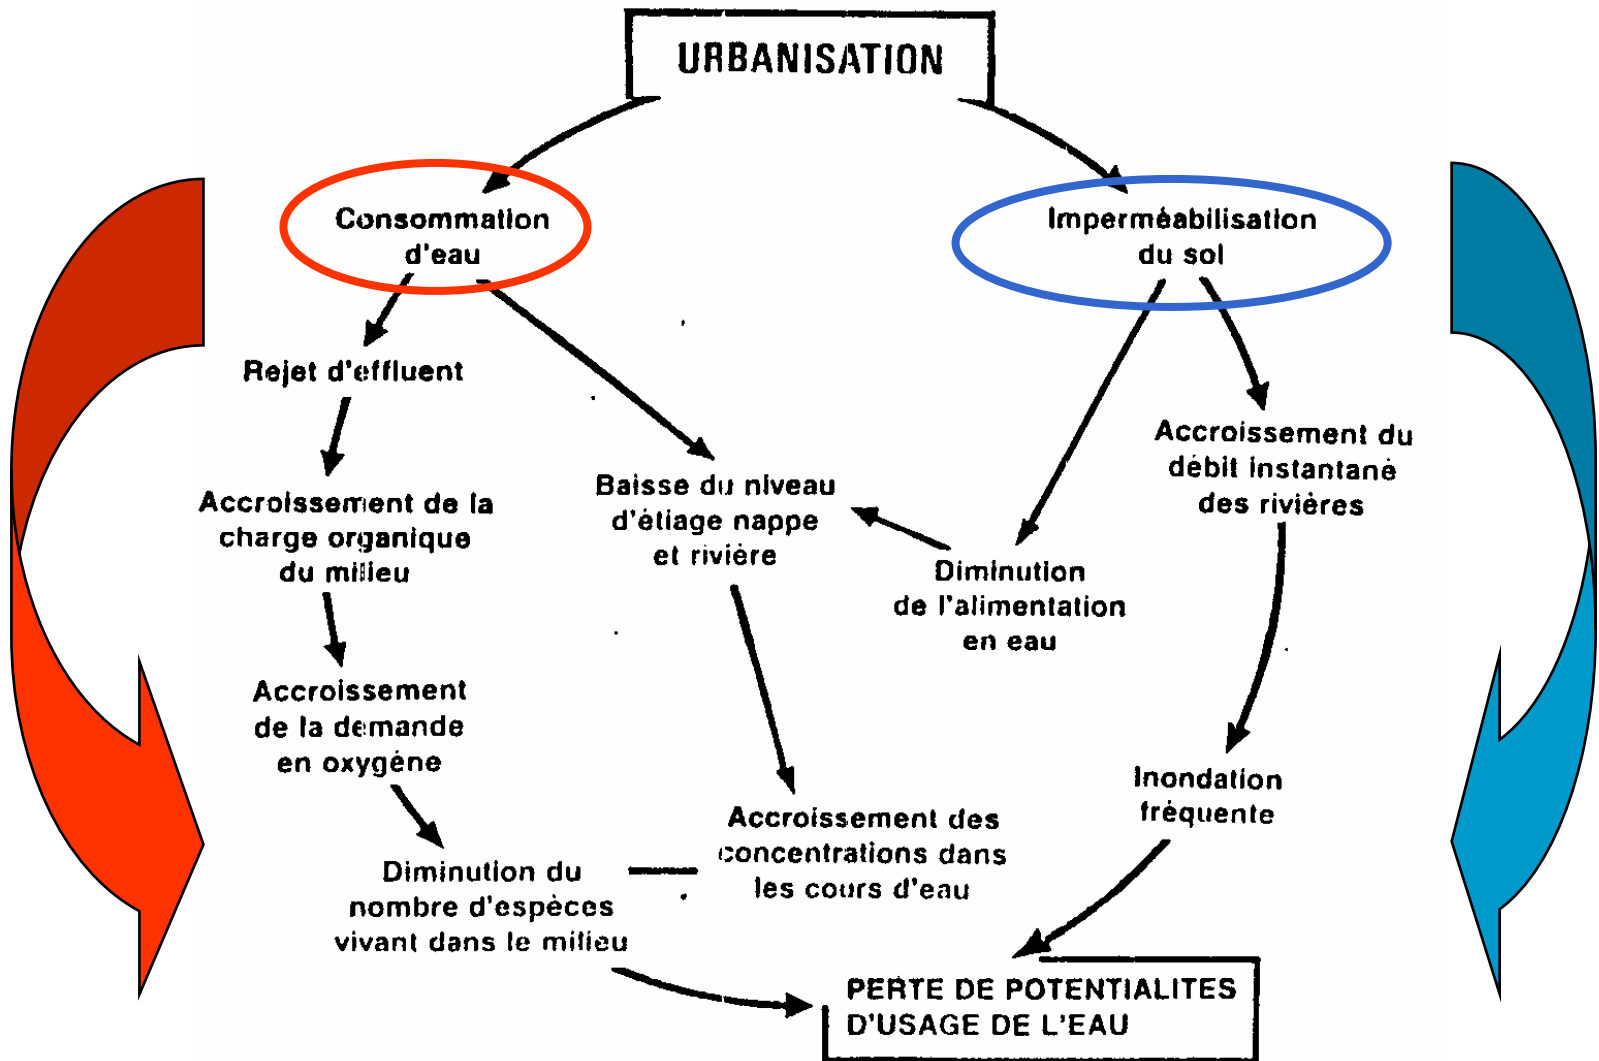 URBANISATION
Consommation
d'eau
Imperméabilisation
du sol
Rejet d'effluent
Accroissement du
débit instantané
des rivières
Baisse du niveau
d'étiage nappe
et rivière
Accroissement de la
charge organique
du milieu
Diminution
de l'alimentation
en eau
Accroissement
de la demande
en oxygène
Inondation
fréquente
Accroissement des
concentrations dans
les cours d'eau
Diminution du
nombre d'espèces
vivant dans le milieu
PERTE DE POTENTIALITES
D'USAGE DE L'EAU